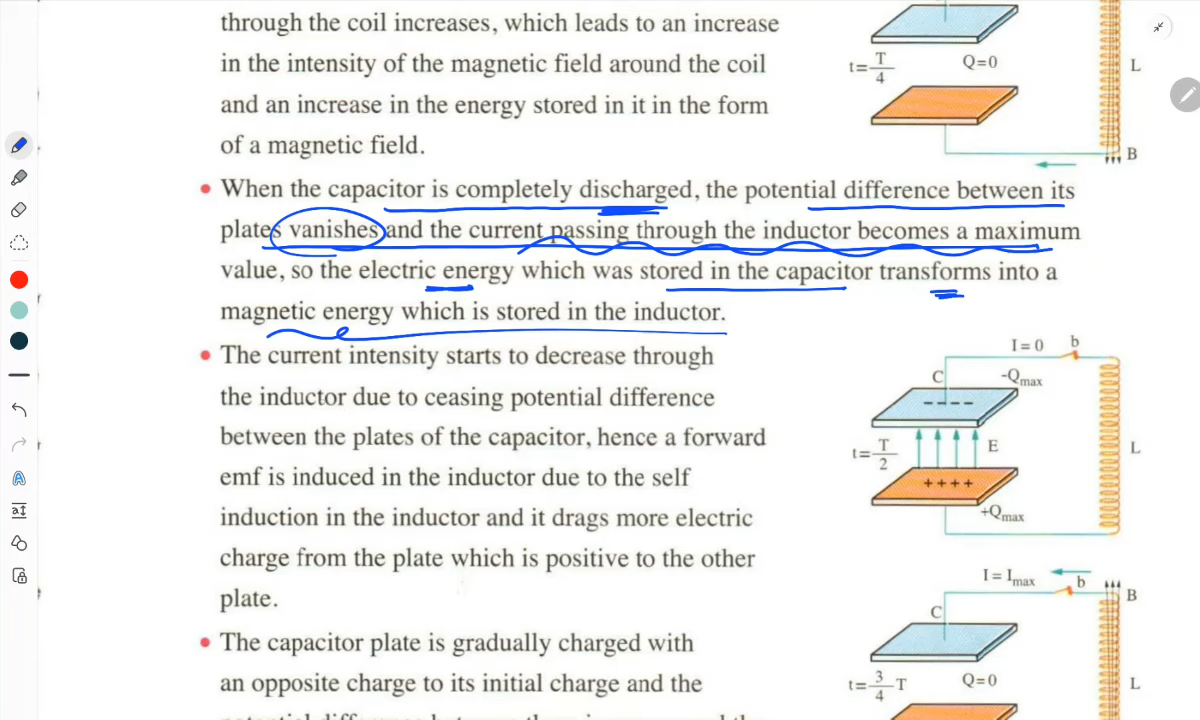 through the coil increases, which leads to an increase
in the intensity of the magnetic field around the coil
and an increase in the energy stored in it in the form
of a magnetic field.
t=T/4
Q=0
L
B
• When the capacitor is completely discharged, the potential difference between its
plates vanishes and the current passing through the inductor becomes a maximum
value, so the electric energy which was stored in the capacitor transforms into a
magnetic energy which is stored in the inductor.
• The current intensity starts to decrease through
the inductor due to ceasing potential difference
between the plates of the capacitor, hence a forward
emf is induced in the inductor due to the self
induction in the inductor and it drags more electric
charge from the plate which is positive to the other
plate.
I=0
b
C
-Qmax
- - - -
t=T/2
E
L
++++
+Qmax
• The capacitor plate is gradually charged with
an opposite charge to its initial charge and the
I = Imax
b
B
C
t=3/4 T
Q=0
L